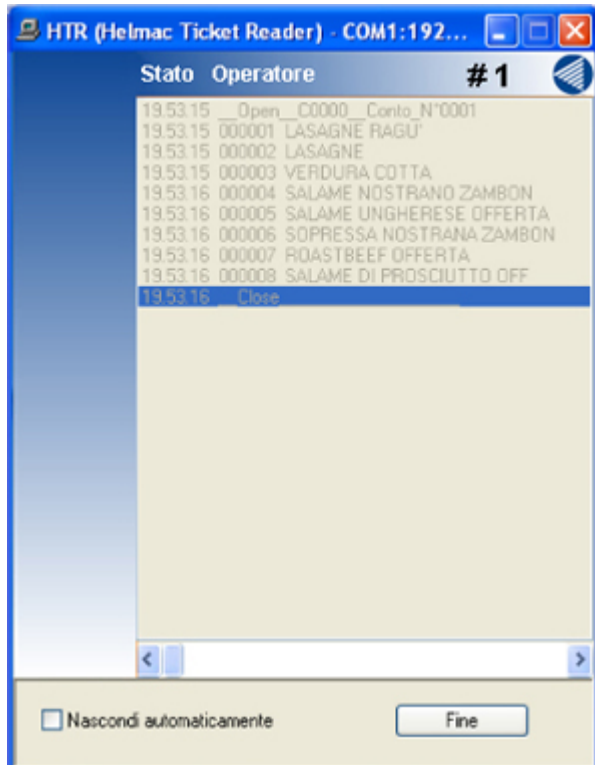 HTR (Helmac Ticket Reader) - COM1:192...
Stato Operatore #1
19.53.15 __Open__C0000__Conto_N°0001
19.53.15 000001 LASAGNE RAGU'
19.53.15 000002 LASAGNE
19.53.15 000003 VERDURA COTTA
19.53.16 000004 SALAME NOSTRANO ZAMBON
19.53.16 000005 SALAME UNGHERESE OFFERTA
19.53.16 000006 SOPRESSA NOSTRANA ZAMBON
19.53.16 000007 ROASTBEEF OFFERTA
19.53.16 000008 SALAME DI PROSCIUTTO OFF
19.53.16 __Close____________________
Nascondi automaticamente
Fine